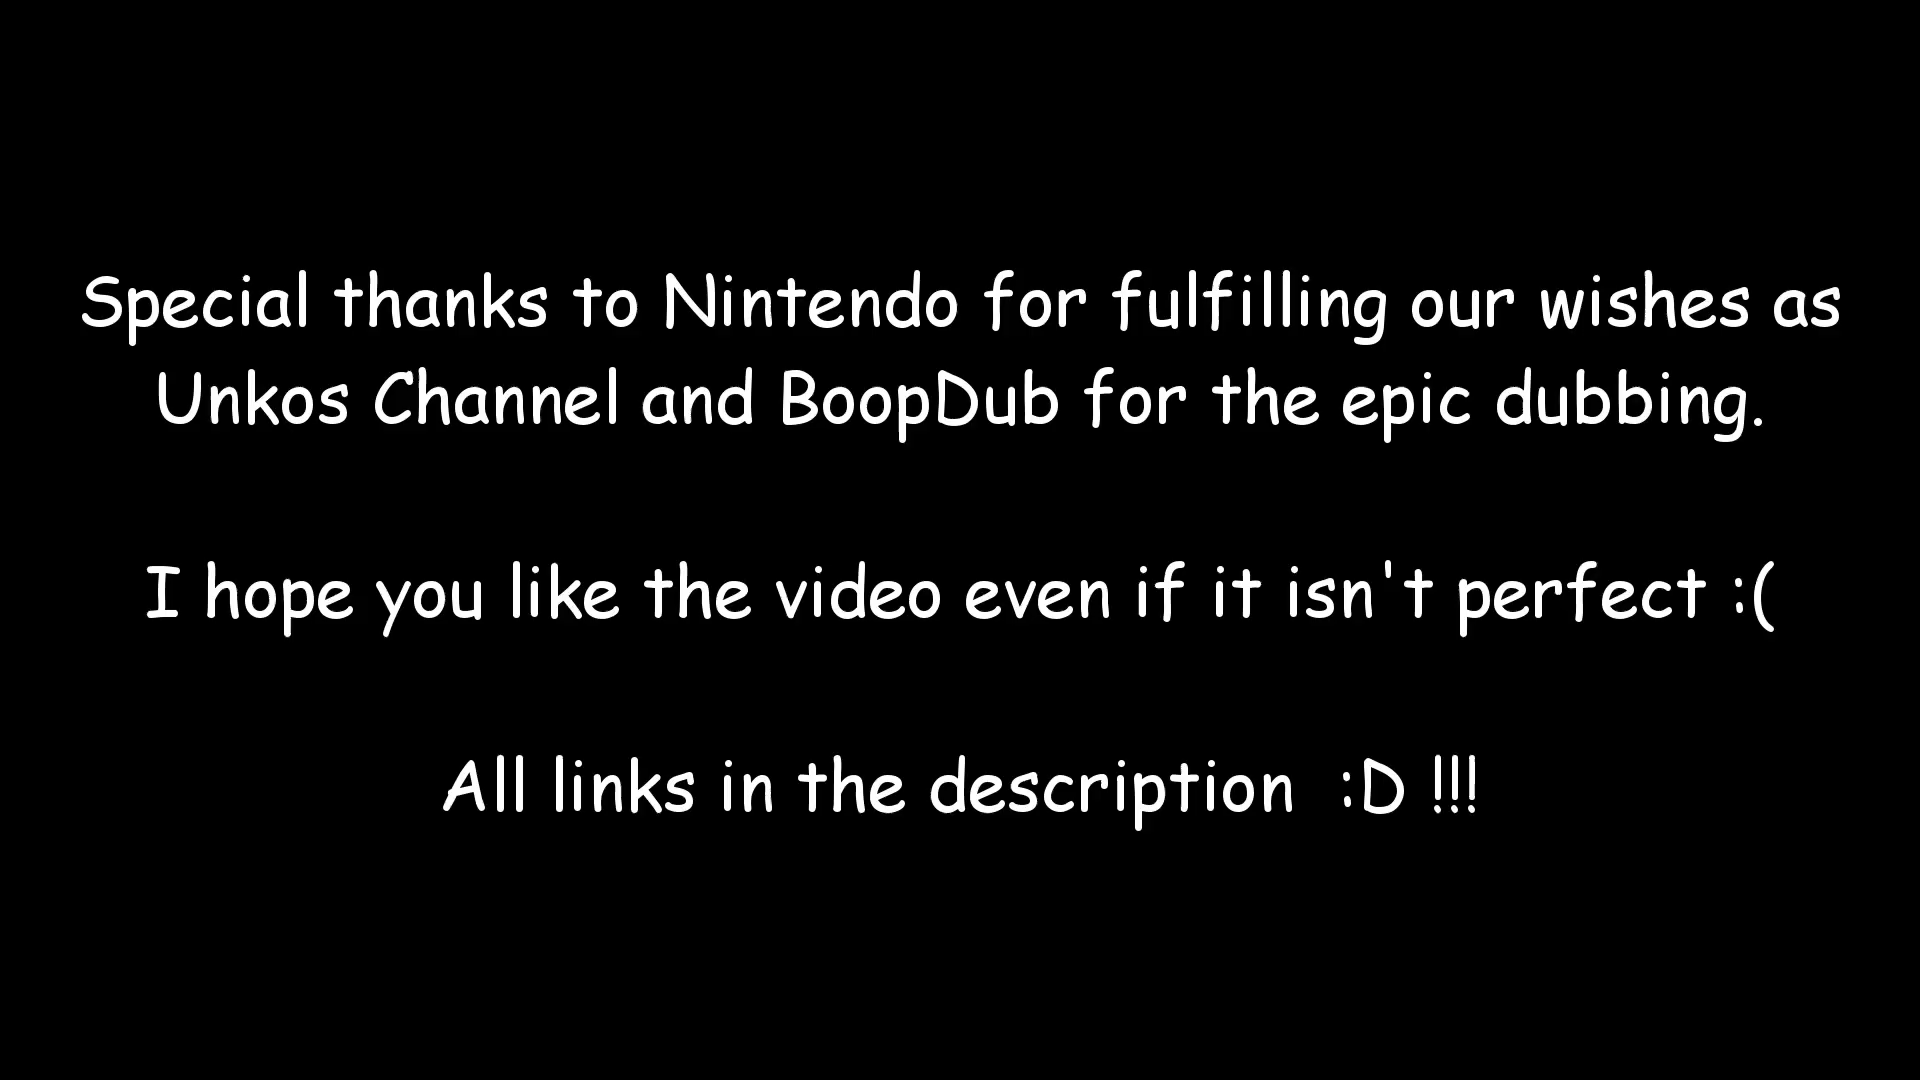 Special thanks to Nintendo for fulfilling our wishes as
Unkos Channel and BoopDub for the epic dubbing.
I hope you like the video even if it isn't perfect :(
All links in the description  :D !!!